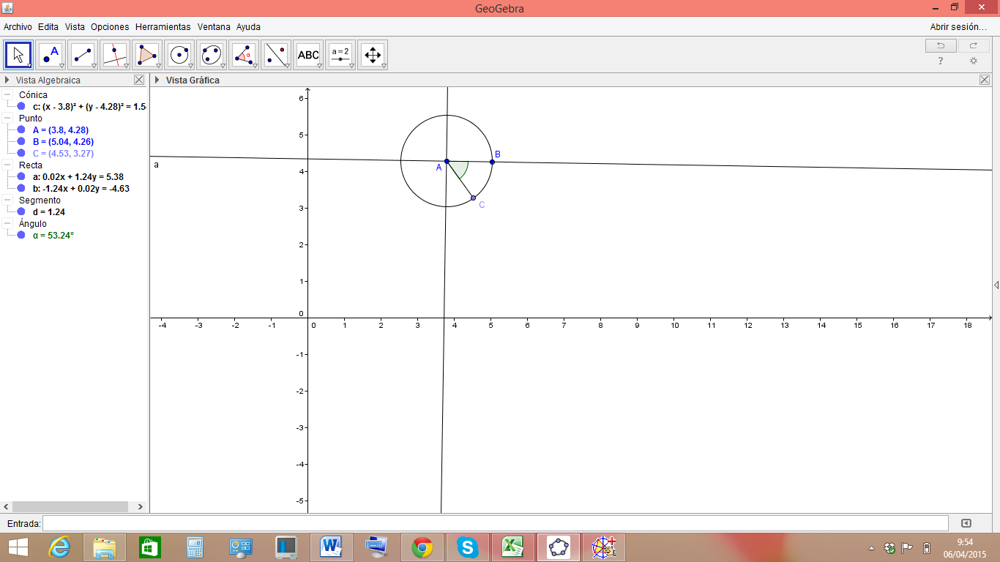 GeoGebra
Archivo Edita Vista Opciones Herramientas Ventana Ayuda Abrir sesión...
A α ABC a=2 ?
Vista Algebraica
Vista Gráfica
Cónica
c: (x - 3.8)² + (y - 4.28)² = 1.5
Punto
A = (3.8, 4.28)
B = (5.04, 4.26)
C = (4.53, 3.27)
Recta
a: 0.02x + 1.24y = 5.38
b: -1.24x + 0.02y = -4.63
Segmento
d = 1.24
Ángulo
α = 53.24°
6
5
4
3
2
1
0
-1
-2
-3
-4
-5
-4 -3 -2 -1 0 1 2 3 4 5 6 7 8 9 10 11 12 13 14 15 16 17 18
a
A
B
C
Entrada:
W S X
9:54
06/04/2015